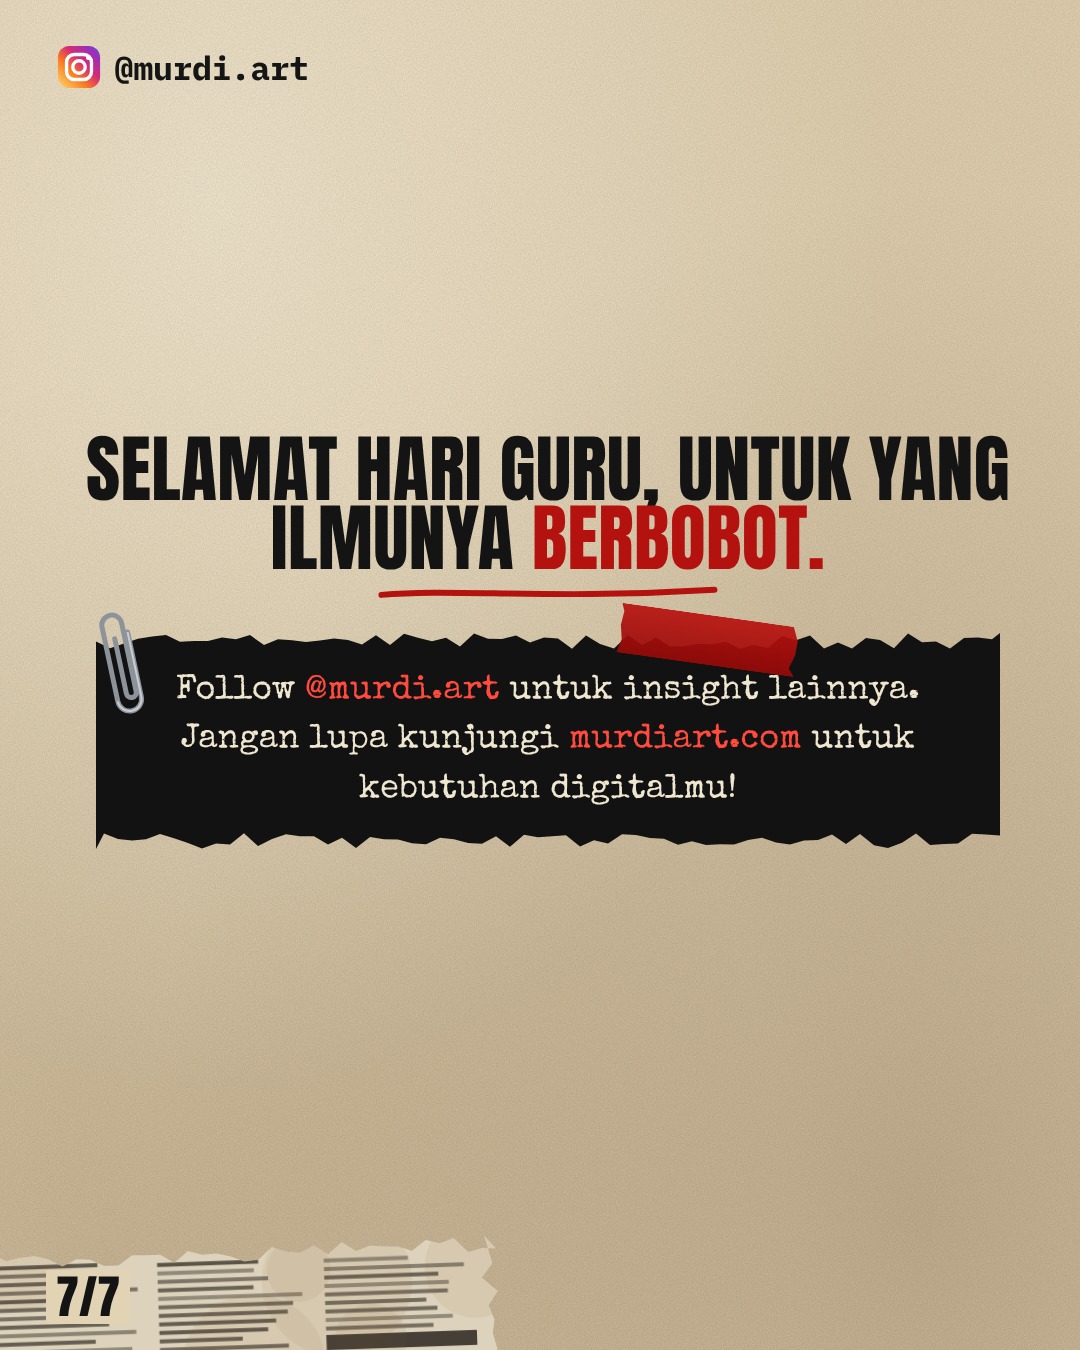 @murdi.art
SELAMAT HARI GURU, UNTUK YANG
ILMUNYA BERBOBOT.
Follow @murdi.art untuk insight lainnya.
Jangan lupa kunjungi murdiart.com untuk
kebutuhan digitalmu!
7/7